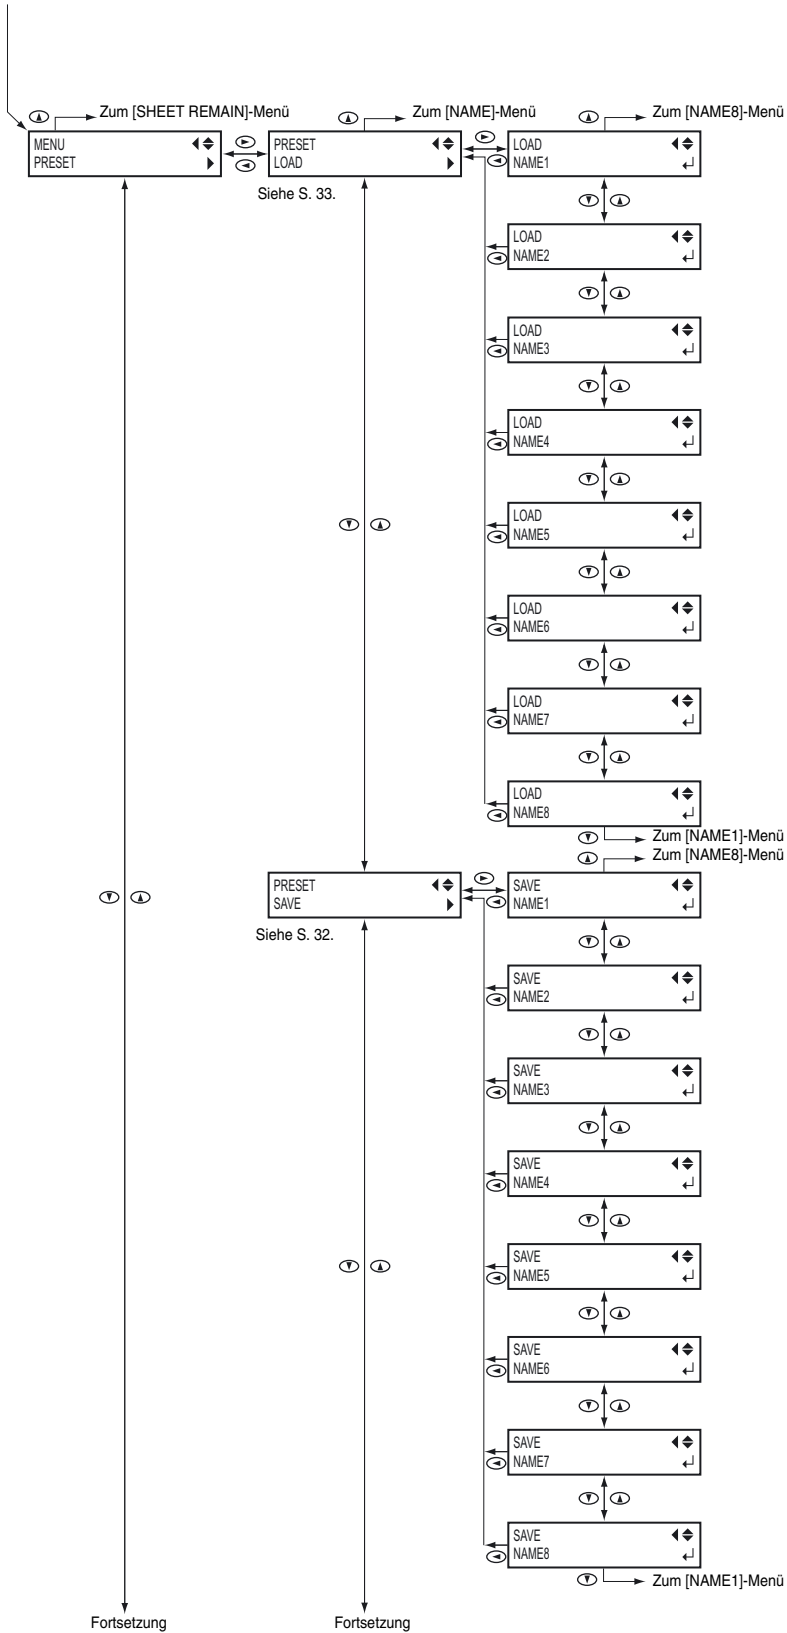 Zum [SHEET REMAIN]-Menü
Zum [NAME]-Menü
Zum [NAME8]-Menü
MENU
PRESET
PRESET
LOAD
LOAD
NAME1
Siehe S. 33.
LOAD
NAME2
LOAD
NAME3
LOAD
NAME4
LOAD
NAME5
LOAD
NAME6
LOAD
NAME7
LOAD
NAME8
Zum [NAME1]-Menü
Zum [NAME8]-Menü
PRESET
SAVE
SAVE
NAME1
Siehe S. 32.
SAVE
NAME2
SAVE
NAME3
SAVE
NAME4
SAVE
NAME5
SAVE
NAME6
SAVE
NAME7
SAVE
NAME8
Zum [NAME1]-Menü
Fortsetzung
Fortsetzung